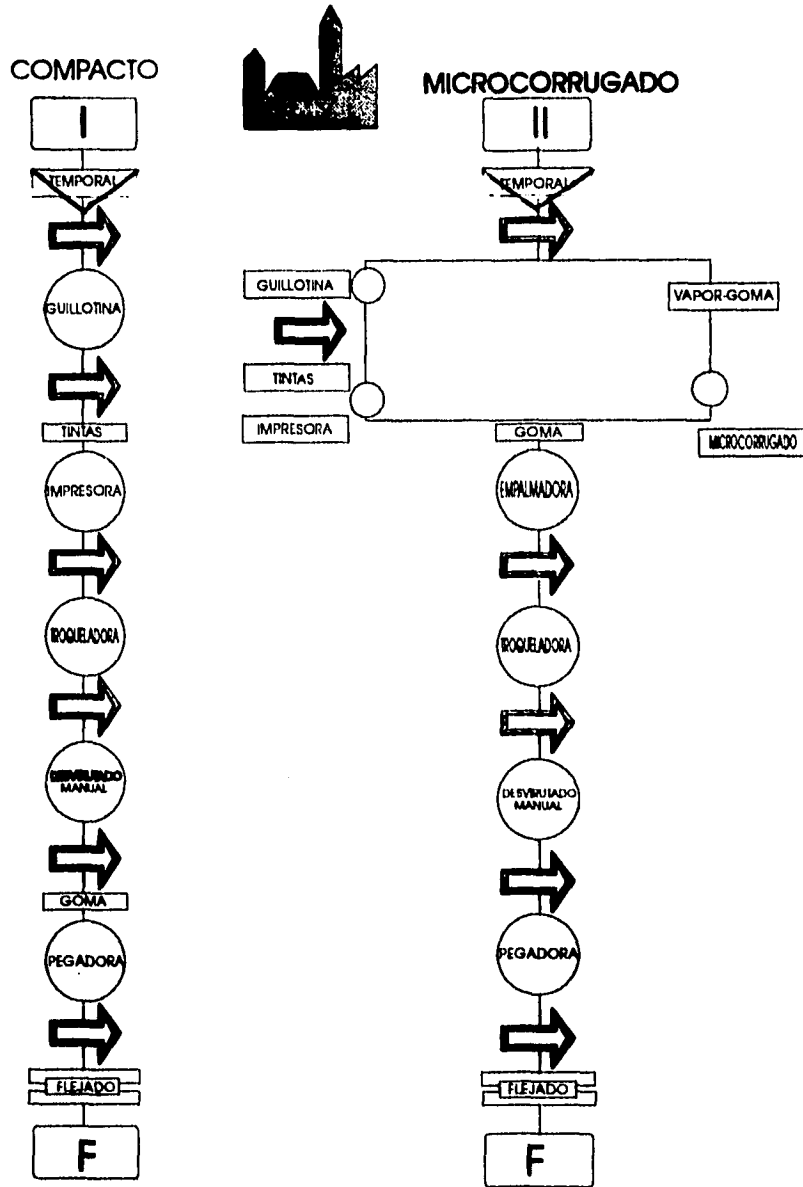 COMPACTO
I
TEMPORAL
GUILLOTINA
TINTAS
IMPRESORA
TROQUELADORA
DESVIRUTADO
MANUAL
GOMA
PEGADORA
FLEJADO
F
MICROCORRUGADO
II
TEMPORAL
GUILLOTINA
TINTAS
IMPRESORA
VAPOR-GOMA
MICROCORRUGADO
GOMA
EMPALMADORA
TROQUELADORA
DESVIRUTADO
MANUAL
PEGADORA
FLEJADO
F